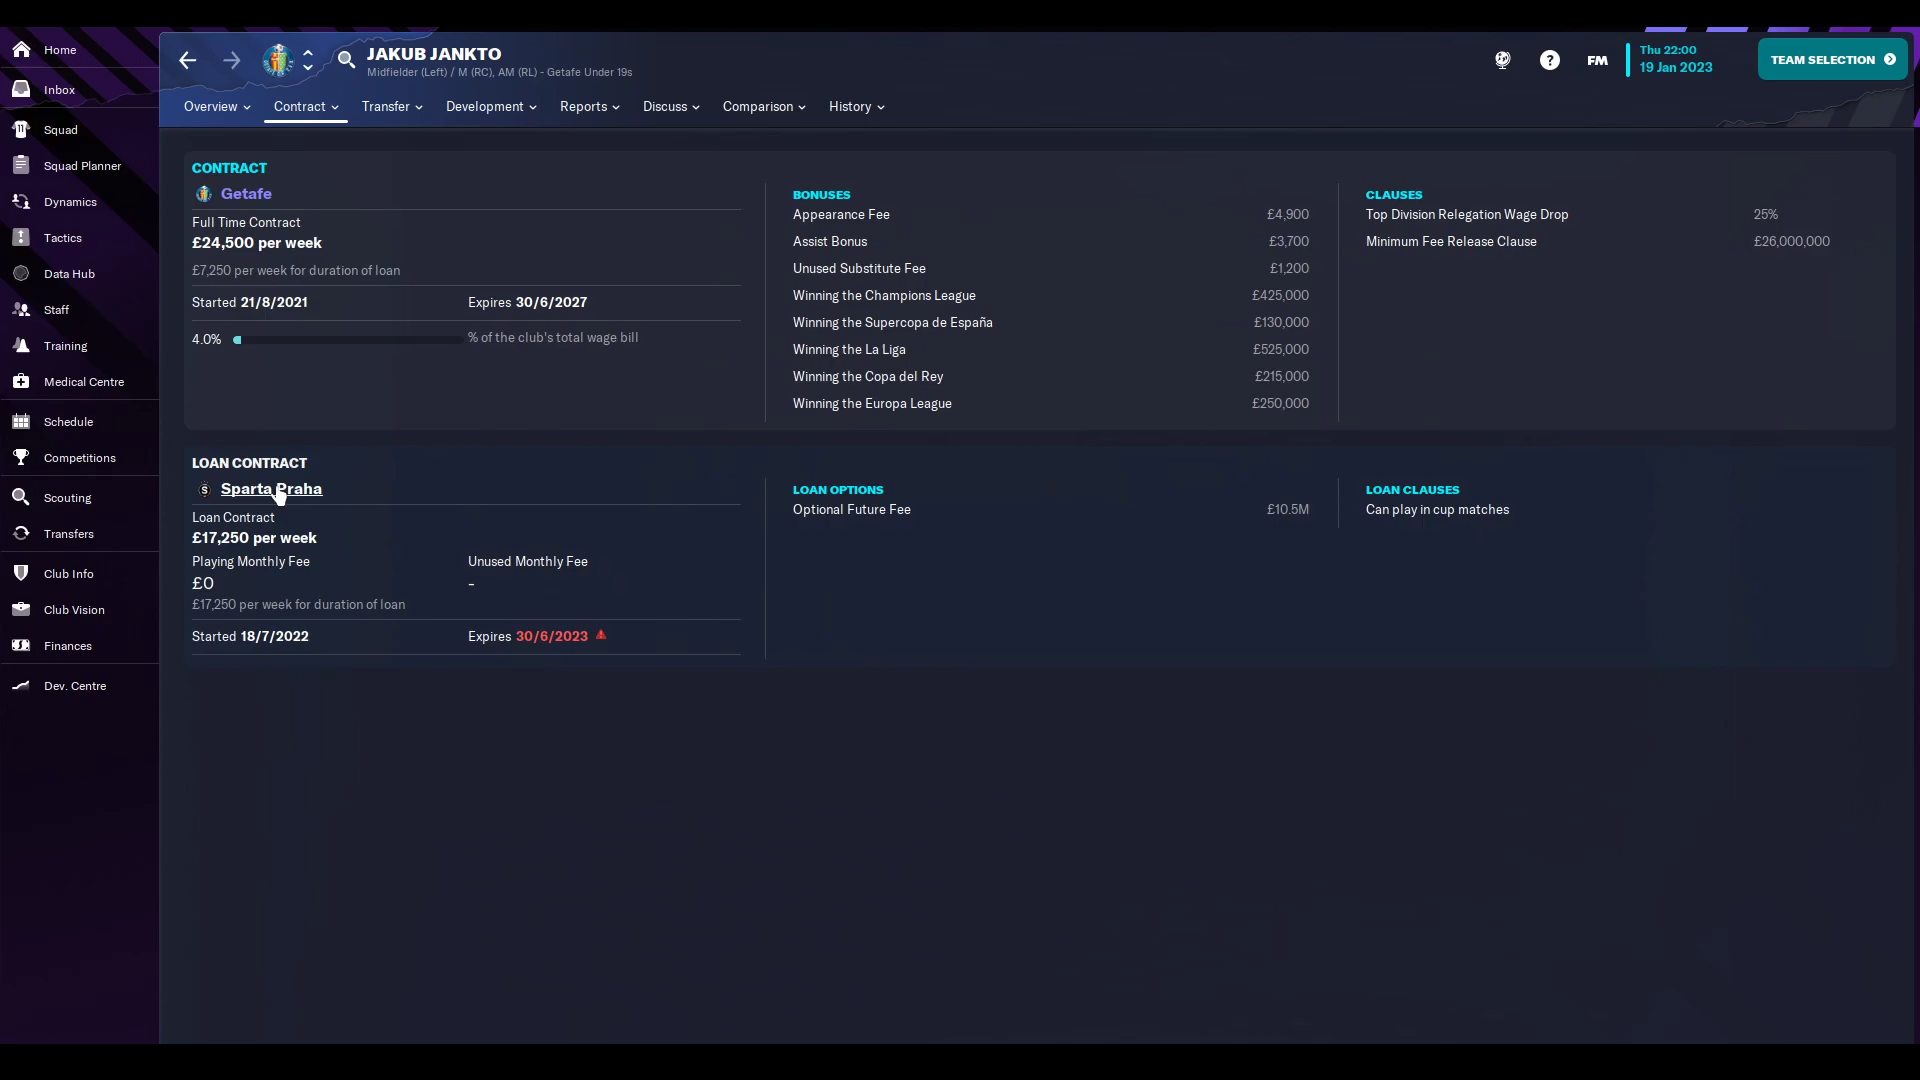 Home
Inbox
Squad
Squad Planner
Dynamics
Tactics
Data Hub
Staff
Training
Medical Centre
Schedule
Competitions
Scouting
Transfers
Club Info
Club Vision
Finances
Dev. Centre
JAKUB JANKTO
Midfielder (Left) / M (RC), AM (RL) - Getafe Under 19s
?
FM
Thu 22:00
19 Jan 2023
TEAM SELECTION
Overview
Contract
Transfer
Development
Reports
Discuss
Comparison
History
CONTRACT
Getafe
Full Time Contract
£24,500 per week
£7,250 per week for duration of loan
Started 21/8/2021 Expires 30/6/2027
4.0% % of the club's total wage bill
BONUSES
Appearance Fee £4,900
Assist Bonus £3,700
Unused Substitute Fee £1,200
Winning the Champions League £425,000
Winning the Supercopa de España £130,000
Winning the La Liga £525,000
Winning the Copa del Rey £215,000
Winning the Europa League £250,000
CLAUSES
Top Division Relegation Wage Drop 25%
Minimum Fee Release Clause £26,000,000
LOAN CONTRACT
Sparta Praha
Loan Contract
£17,250 per week
Playing Monthly Fee Unused Monthly Fee
£0 -
£17,250 per week for duration of loan
Started 18/7/2022 Expires 30/6/2023
LOAN OPTIONS
Optional Future Fee £10.5M
LOAN CLAUSES
Can play in cup matches